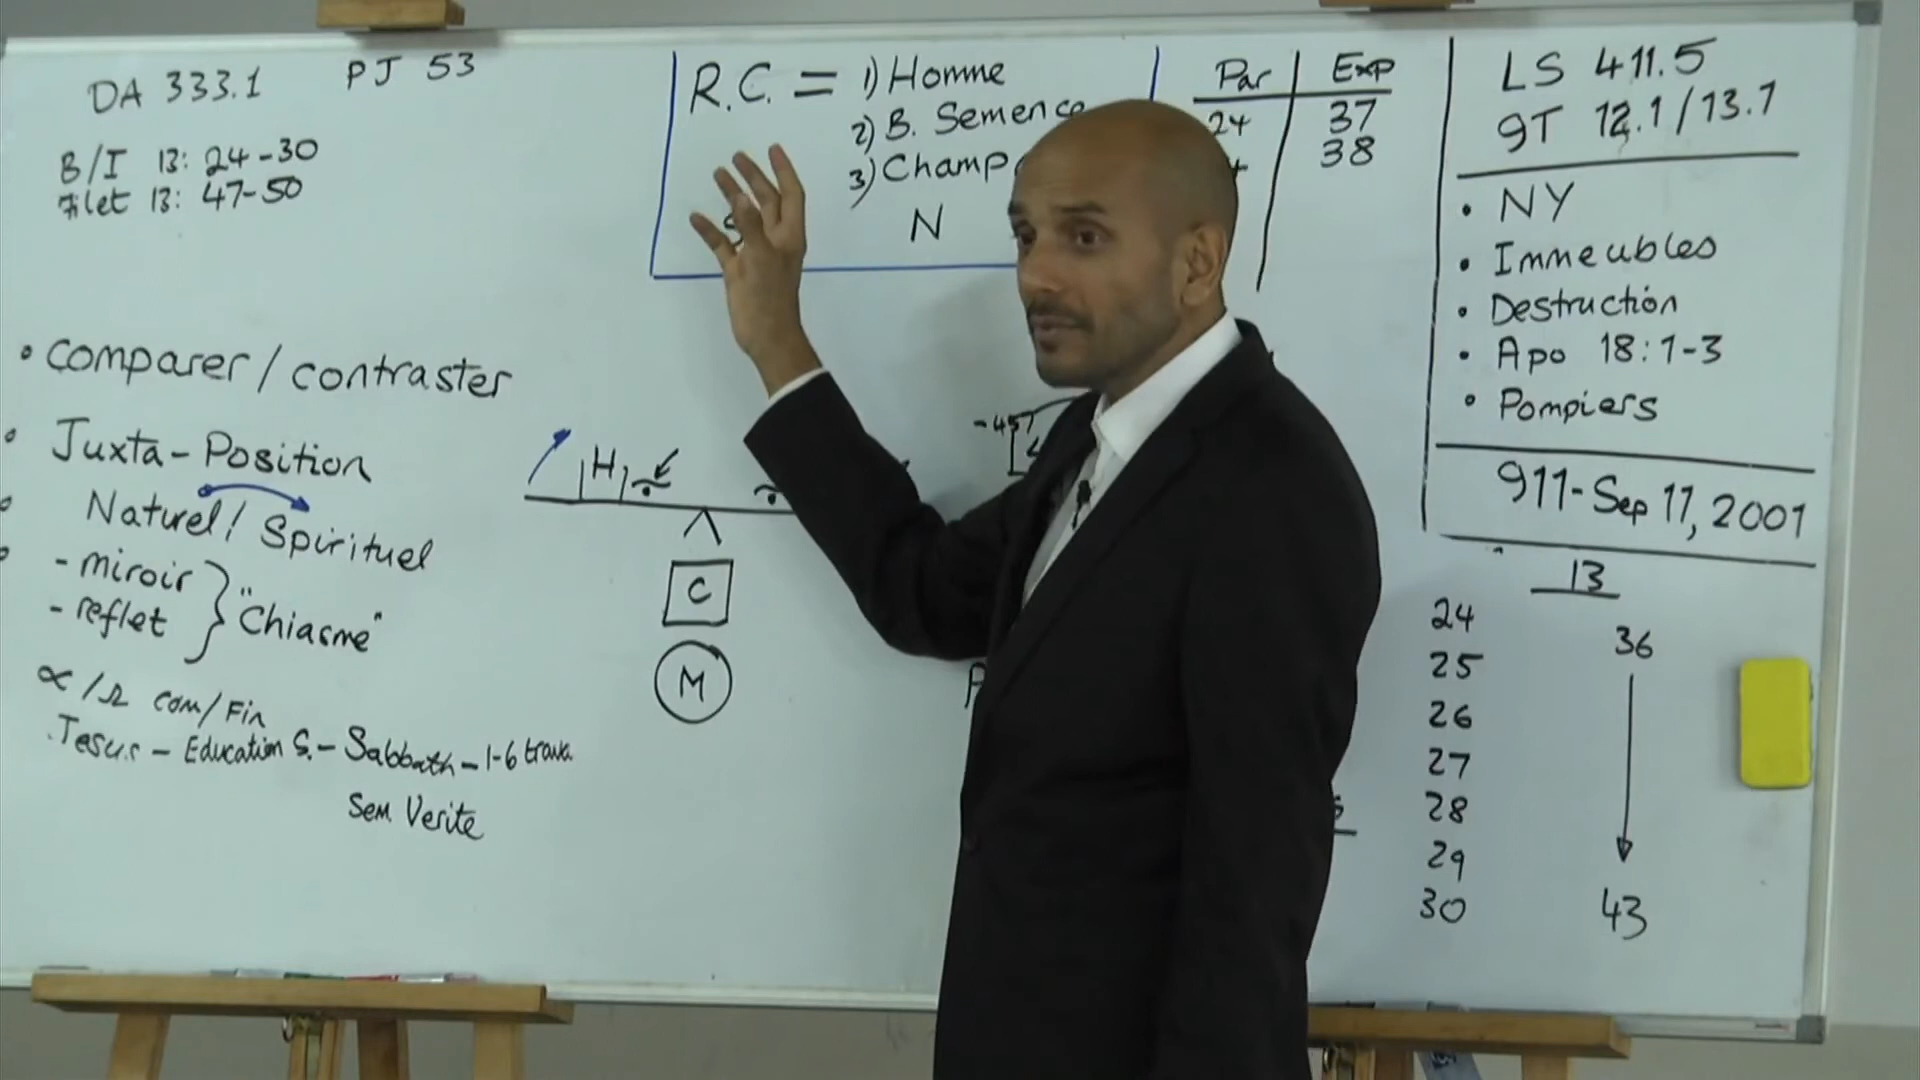 DA 333.1 PJ 53
B/I 13: 24-30
Filet 13: 47-50
• Comparer / contraster
• Juxta-Position
Naturel / Spirituel
- miroir
- reflet
"Chiasme"
∝/Ω com/Fin
Jesus - Education S. - Sabbath - 1-6 trava
Sem Verite
R.C. = 1) Homme
2) B. Semence
3) Champ
S N
H
C
M
-457
Par Exp
24 37
38
LS 411.5
9T 12.1/13.1
• NY
• Immeubles
• Destruction
• Apo 18:1-3
• Pompiers
911-Sep 11, 2001
13
24 36
25
26
27
28
29
30 43